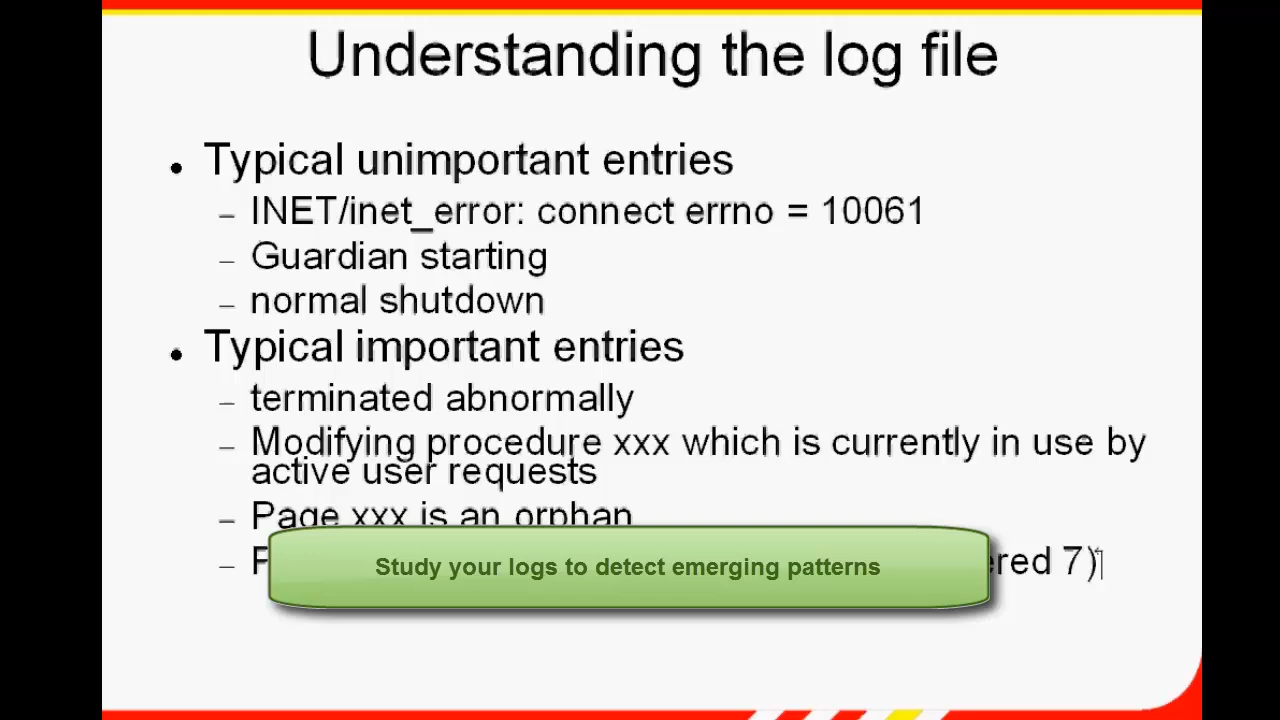 Understanding the log file
• Typical unimportant entries
– INET/inet_error: connect errno = 10061
– Guardian starting
– normal shutdown
• Typical important entries
– terminated abnormally
– Modifying procedure xxx which is currently in use by
active user requests
– Page xxx is an orphan
– 7)
Study your logs to detect emerging patterns